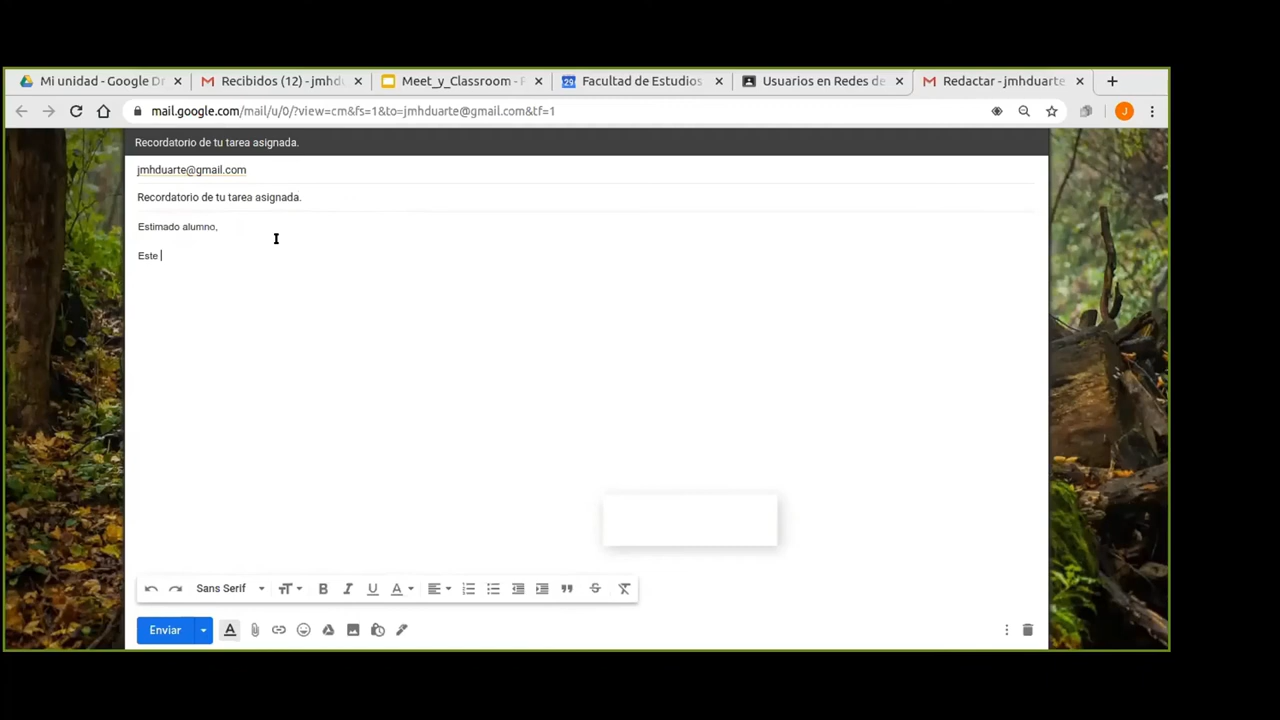 Mi unidad - Google Dr
Recibidos (12) - jmhd
Meet_y_Classroom - P
29 Facultad de Estudios
Usuarios en Redes de
Redactar - jmhduarte
mail.google.com/mail/u/0/?view=cm&fs=1&to=jmhduarte@gmail.com&tf=1
J
Recordatorio de tu tarea asignada.
jmhduarte@gmail.com
Recordatorio de tu tarea asignada.
Estimado alumno,
Este
Sans Serif
Enviar